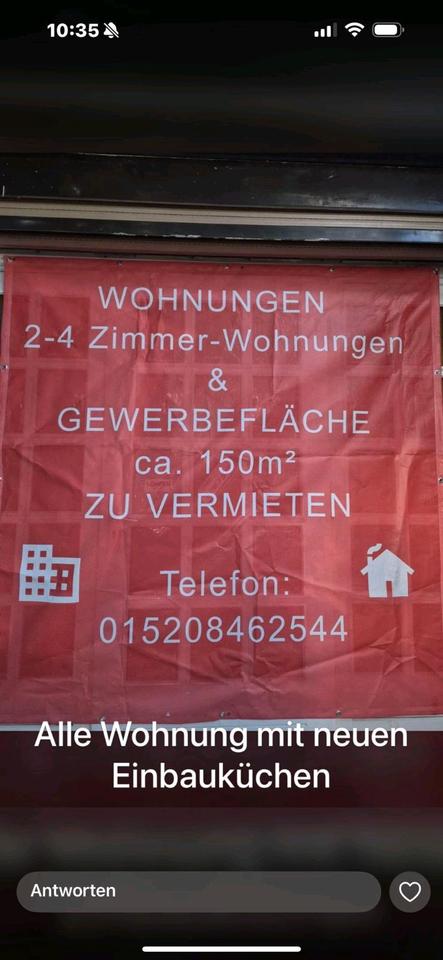 10:35
WOHNUNGEN
2-4 Zimmer-Wohnungen
&
GEWERBEFLÄCHE
ca. 150m²
ZU VERMIETEN
Telefon:
015208462544
Alle Wohnung mit neuen
Einbauküchen
Antworten